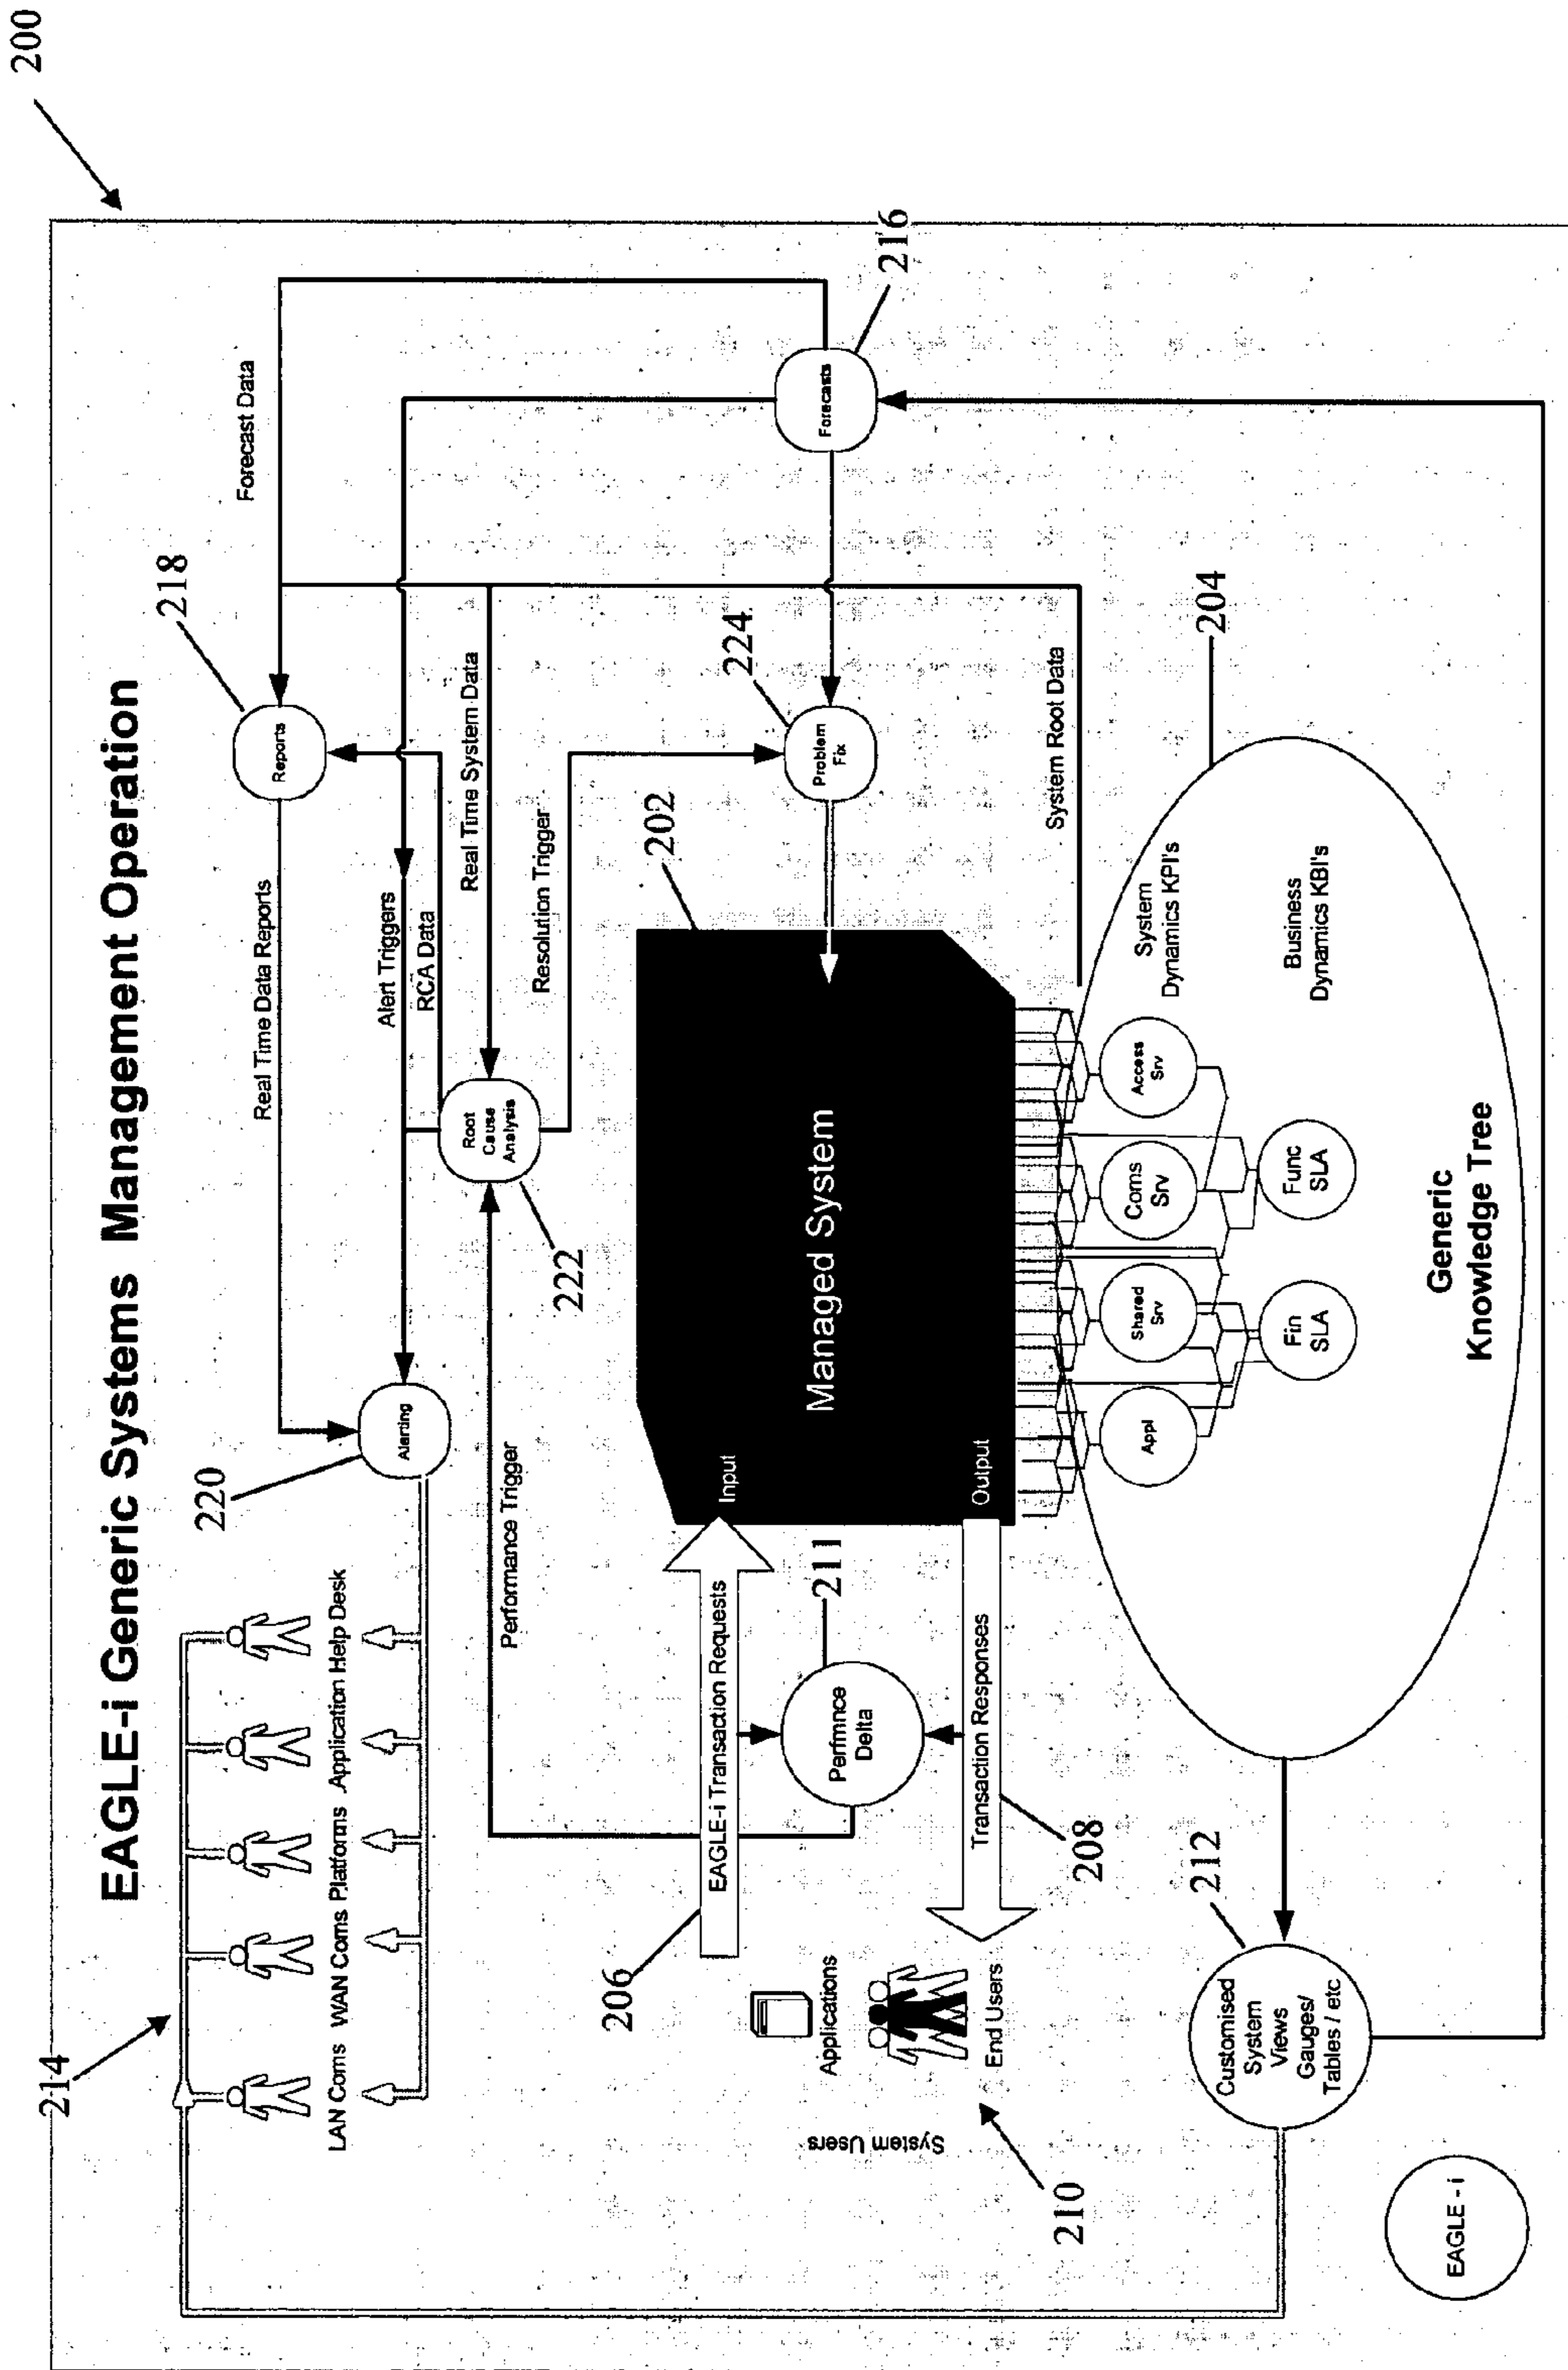 200
EAGLE-i Generic Systems Management Operation
214
LAN Coms
WAN Coms
Platforms
Application
Help Desk
220
Alerting
Real Time Data Reports
218
Reports
Forecast Data
Alert Triggers
RCA Data
Performance Trigger
Root
Cause
Analysis
222
Real Time System Data
Resolution Trigger
206
EAGLE-i Transaction Requests
Input
Managed System
202
Problem
Fix
224
Forecasts
216
Applications
End Users
System Users
210
Perfmnce
Delta
211
Transaction Responses
208
Output
System Root Data
204
Appl
Shared
Srv
Coms
Srv
Access
Srv
System
Dynamics KPI's
Fin
SLA
Func
SLA
Business
Dynamics KBI's
Generic
Knowledge Tree
212
Customised
System
Views
Gauges/
Tables / etc
EAGLE - i